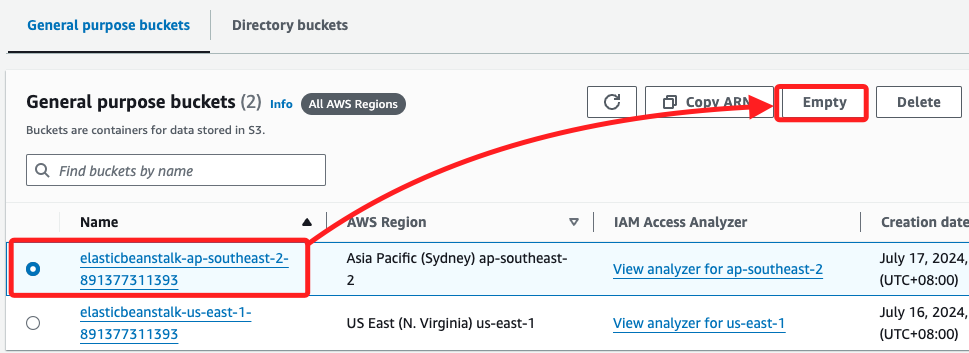 General purpose buckets Directory buckets
General purpose buckets (2) Info All AWS Regions Copy ARN Empty Delete
Buckets are containers for data stored in S3.
Find buckets by name
Name AWS Region IAM Access Analyzer Creation date
elasticbeanstalk-ap-southeast-2- Asia Pacific (Sydney) ap-southeast- View analyzer for ap-southeast-2 July 17, 2024,
891377311393 2 (UTC+08:00)
elasticbeanstalk-us-east-1- US East (N. Virginia) us-east-1 View analyzer for us-east-1 July 16, 2024,
891377311393 (UTC+08:00)